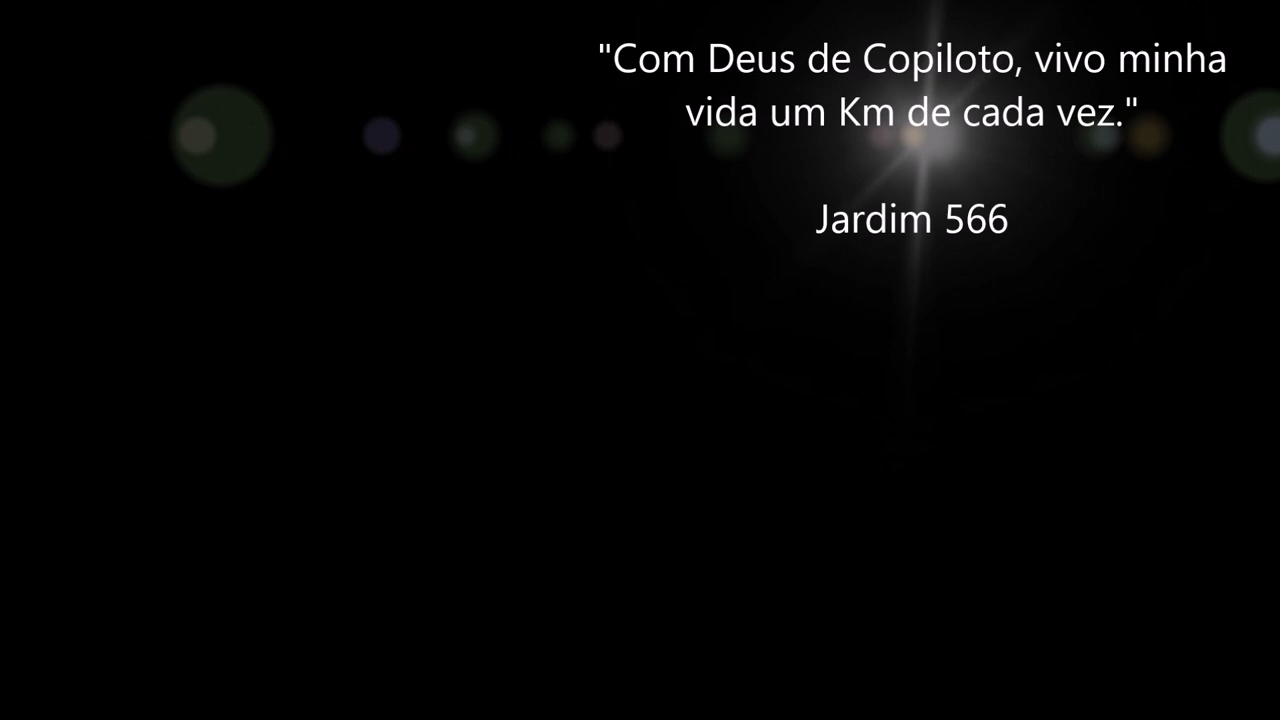 "Com Deus de Copiloto, vivo minha
vida um Km de cada vez."
Jardim 566